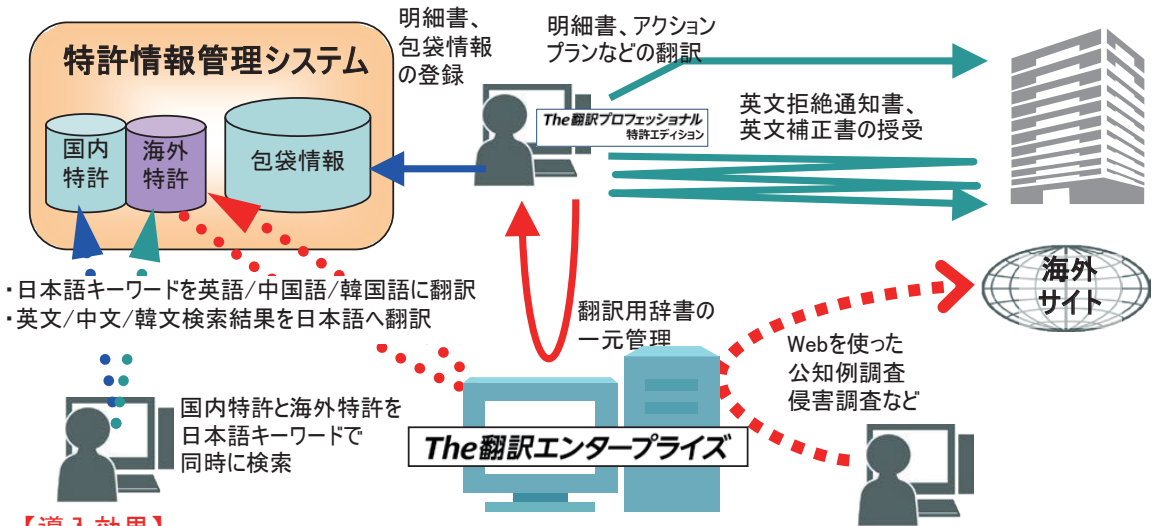 特許情報管理システム
国内
特許
海外
特許
包袋情報
明細書、
包袋情報
の登録
明細書、アクション
プランなどの翻訳
The翻訳プロフェッショナル
特許エディション
英文拒絶通知書、
英文補正書の授受
海外
サイト
・日本語キーワードを英語/中国語/韓国語に翻訳
・英文/中文/韓文検索結果を日本語へ翻訳
翻訳用辞書の
一元管理
Webを使った
公知例調査
侵害調査など
国内特許と海外特許を
日本語キーワードで
同時に検索
The翻訳エンタープライズ
【導入効果】